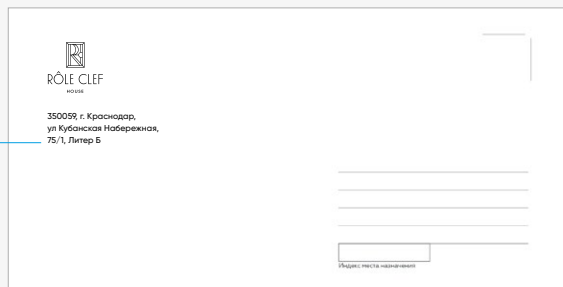 RÔLE CLEF
HOUSE
350059, г. Краснодар,
ул Кубанская Набережная,
75/1, Литер Б
Индекс места назначения